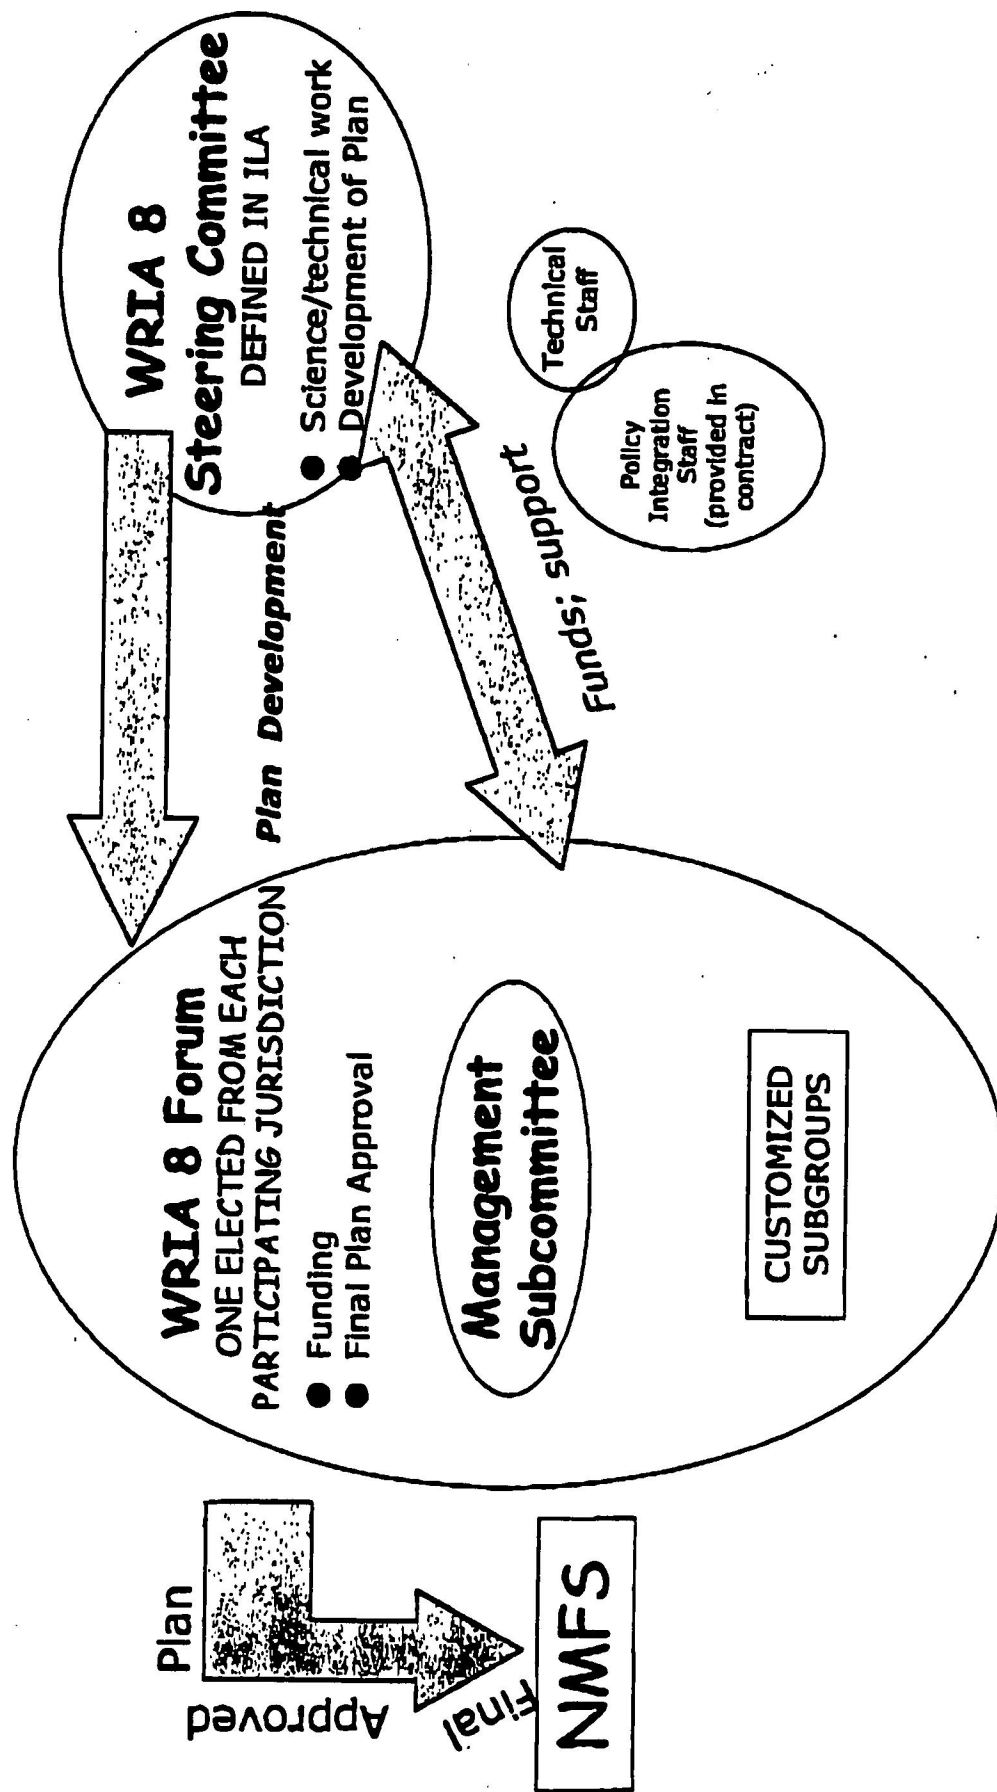 Plan
Approved
Final
NMFS
WRIA 8 Forum
ONE ELECTED FROM EACH
PARTICIPATING JURISDICTION
● Funding
● Final Plan Approval
Management
Subcommittee
CUSTOMIZED
SUBGROUPS
Plan Development
Funds; support
WRIA 8
Steering Committee
DEFINED IN ILA
● Science/technical work
● Development of Plan
Technical
Staff
Policy
Integration
Staff
(provided in
contract)